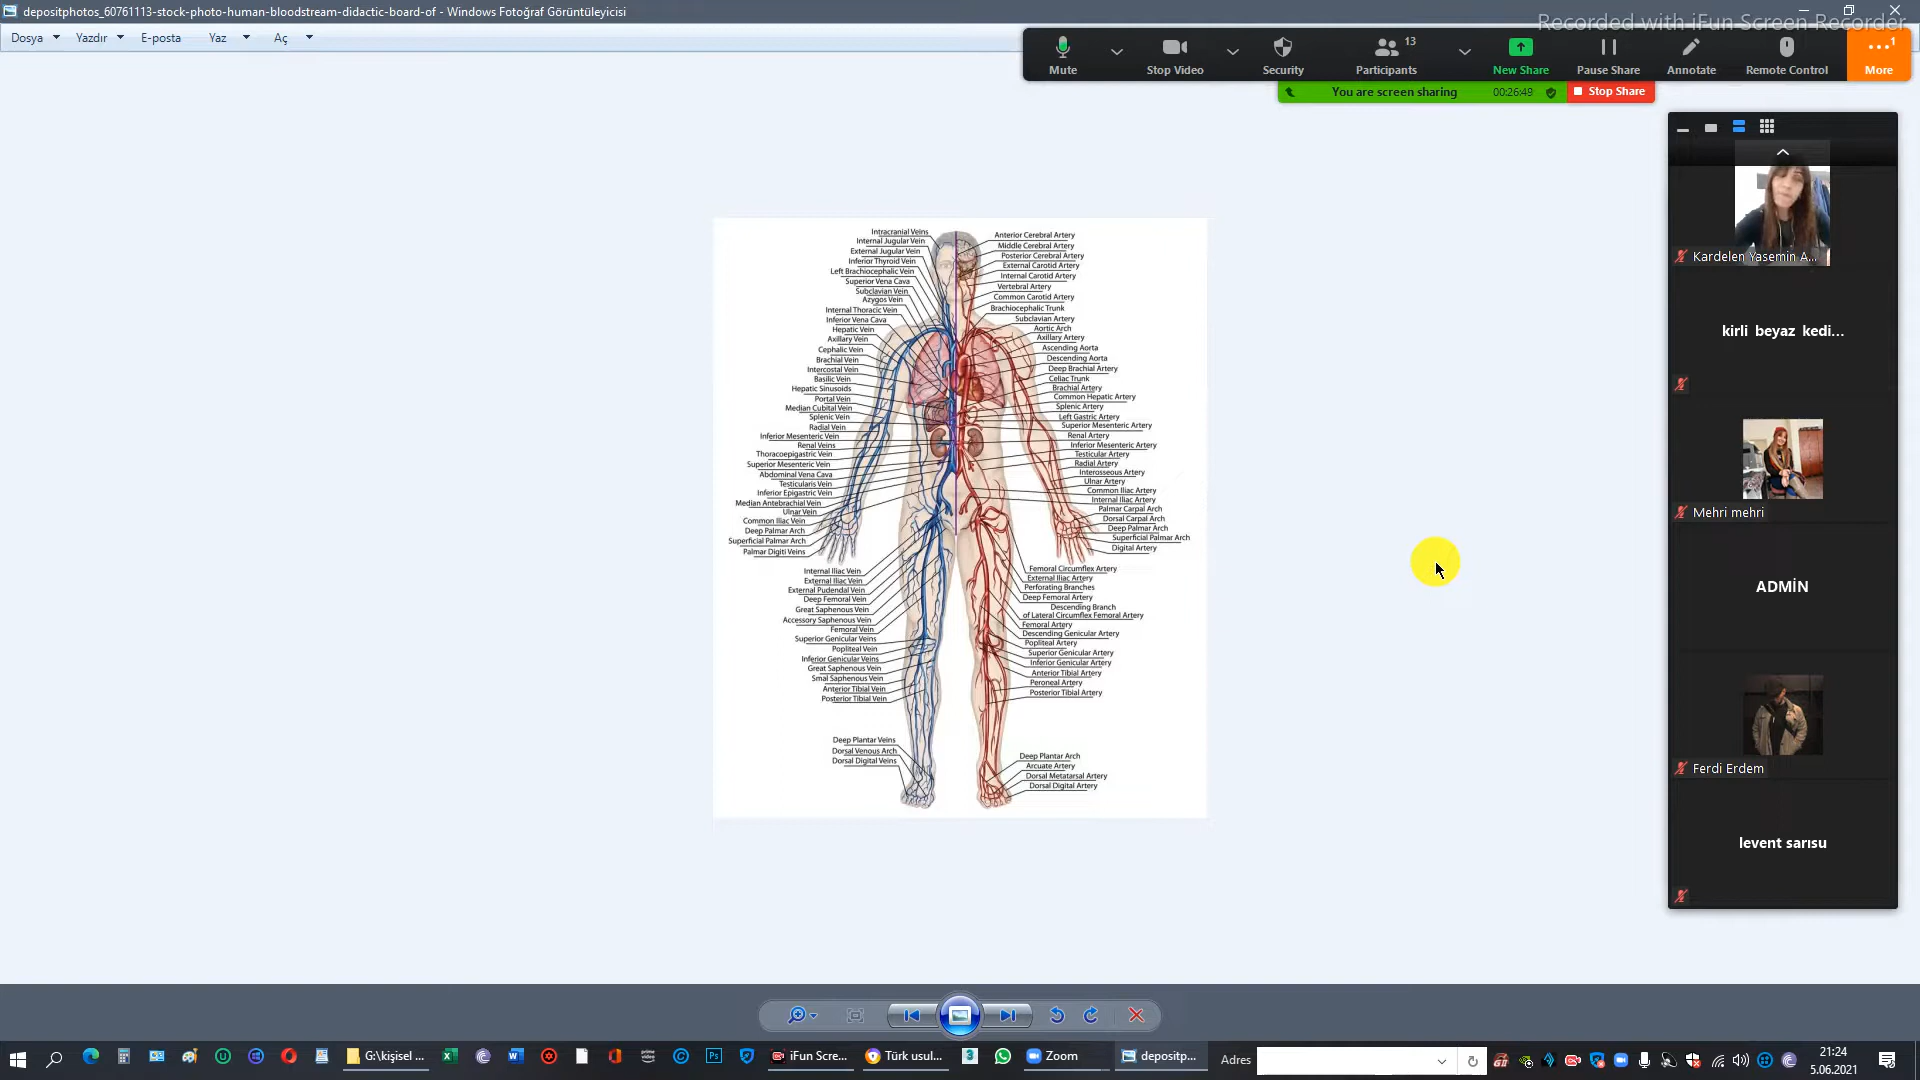 depositphotos_60761113-stock-photo-human-bloodstream-didactic-board-of - Windows Fotoğraf Görüntüleyicisi
Recorded with iFun Screen Recorder
Dosya Yazdır E-posta Yaz Aç
Mute
Stop Video
Security
Participants 13
New Share
Pause Share
Annotate
Remote Control
More 1
You are screen sharing 00:26:49
Stop Share
Kardelen Yasemin A...
kirli beyaz kedi...
Mehri mehri
ADMİN
Ferdi Erdem
levent sarısu
Intracranial Veins
Internal Jugular Vein
External Jugular Vein
Inferior Thyroid Vein
Left Brachiocephalic Vein
Superior Vena Cava
Subclavian Vein
Azygos Vein
Internal Thoracic Vein
Inferior Vena Cava
Hepatic Vein
Axillary Vein
Cephalic Vein
Brachial Vein
Intercostal Vein
Basilic Vein
Hepatic Sinusoids
Portal Vein
Median Cubital Vein
Splenic Vein
Radial Vein
Inferior Mesenteric Vein
Renal Veins
Thoracoepigastric Vein
Superior Mesenteric Vein
Abdominal Vena Cava
Testicularis Vein
Inferior Epigastric Vein
Median Antebrachial Vein
Ulnar Vein
Common Iliac Vein
Deep Palmar Arch
Superficial Palmar Arch
Palmar Digiti Veins
Internal Iliac Vein
External Iliac Vein
External Pudendal Vein
Deep Femoral Vein
Great Saphenous Vein
Accessory Saphenous Vein
Femoral Vein
Superior Genicular Veins
Popliteal Vein
Inferior Genicular Veins
Great Saphenous Vein
Smal Saphenous Vein
Anterior Tibial Vein
Posterior Tibial Vein
Deep Plantar Veins
Dorsal Venous Arch
Dorsal Digital Veins
Anterior Cerebral Artery
Middle Cerebral Artery
Posterior Cerebral Artery
External Carotid Artery
Internal Carotid Artery
Vertebral Artery
Common Carotid Artery
Brachiocephalic Trunk
Subclavian Artery
Aortic Arch
Axillary Artery
Ascending Aorta
Descending Aorta
Deep Brachial Artery
Celiac Trunk
Brachial Artery
Common Hepatic Artery
Splenic Artery
Left Gastric Artery
Superior Mesenteric Artery
Renal Artery
Inferior Mesenteric Artery
Testicular Artery
Radial Artery
Interosseous Artery
Ulnar Artery
Common Iliac Artery
Internal Iliac Artery
Palmar Carpal Arch
Dorsal Carpal Arch
Deep Palmar Arch
Superficial Palmar Arch
Digital Artery
Femoral Circumflex Artery
External Iliac Artery
Perforating Branches
Deep Femoral Artery
Descending Branch
of Lateral Circumflex Femoral Artery
Femoral Artery
Descending Genicular Artery
Popliteal Artery
Superior Genicular Artery
Inferior Genicular Artery
Anterior Tibial Artery
Peroneal Artery
Posterior Tibial Artery
Deep Plantar Arch
Arcuate Artery
Dorsal Metatarsal Artery
Dorsal Digital Artery
G:\kişisel ...
iFun Scre...
Türk usul...
Zoom
depositp...
Adres
21:24
5.06.2021